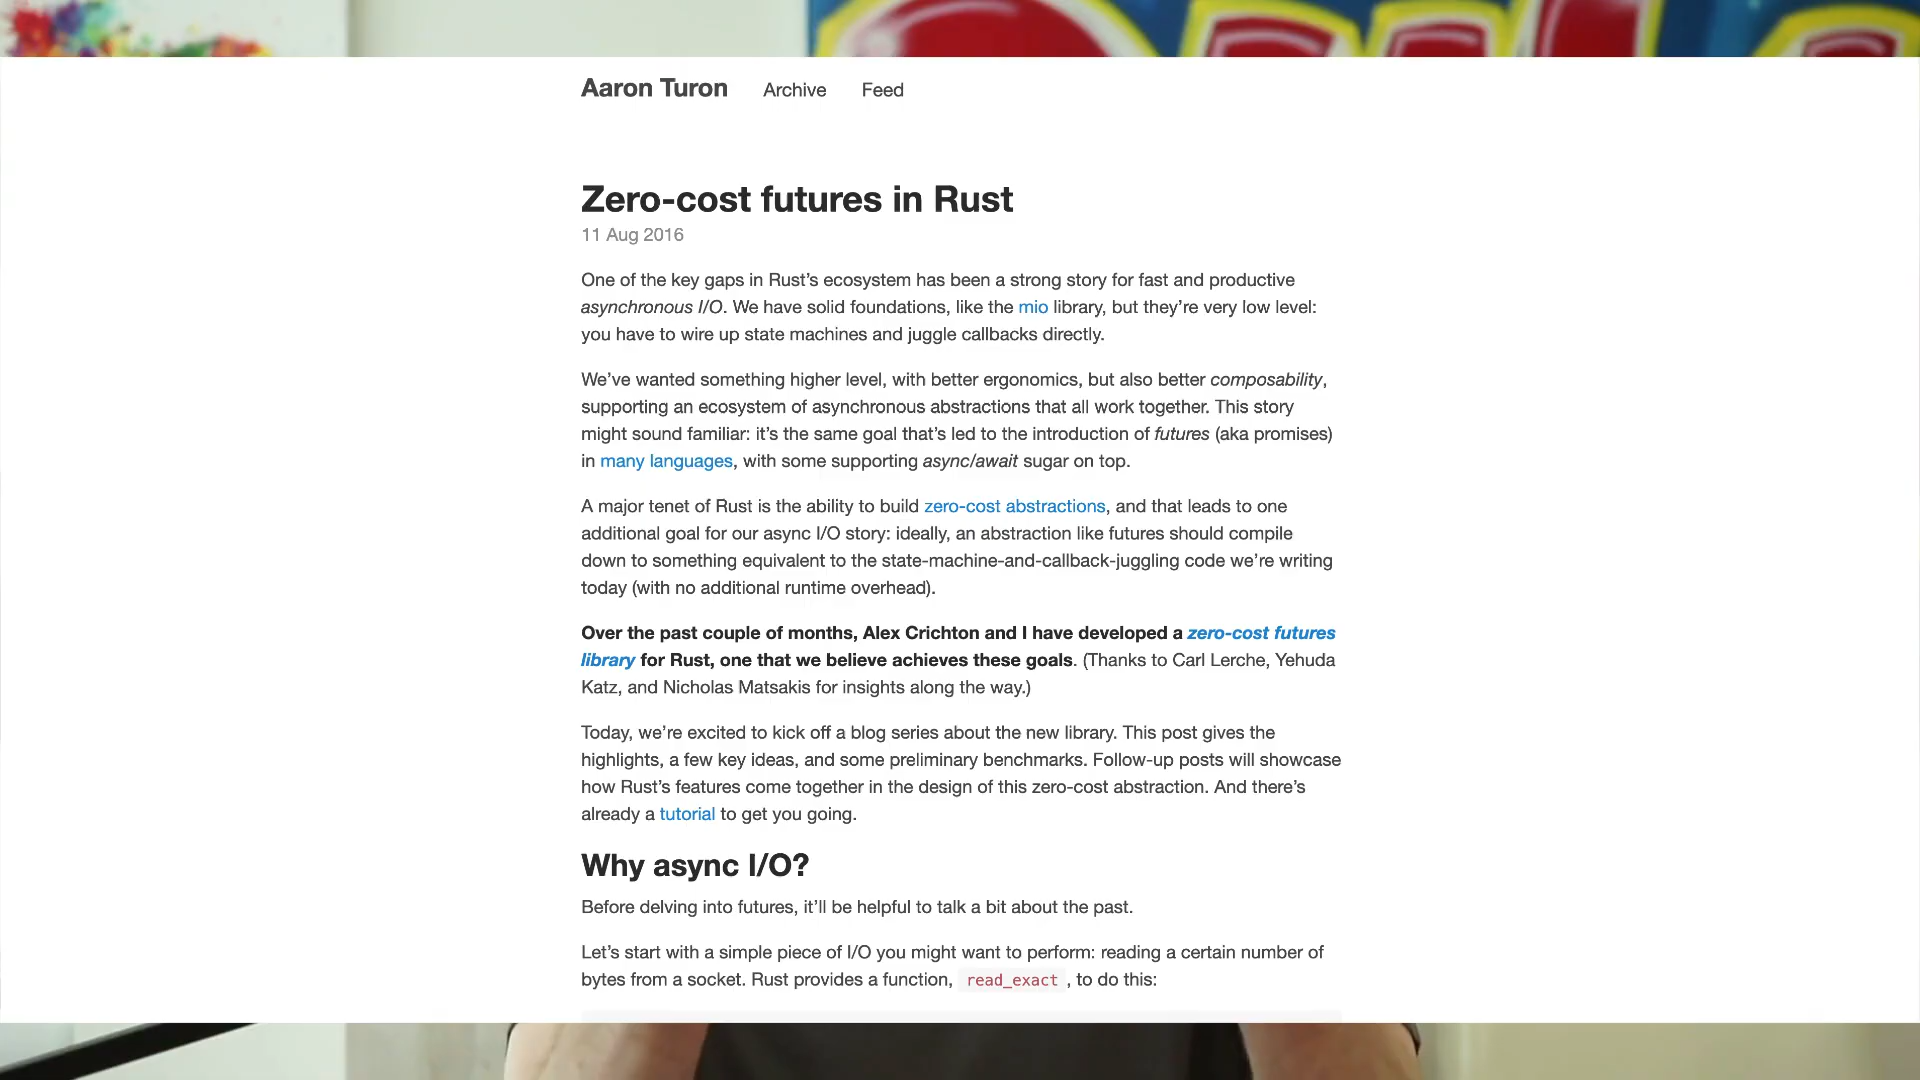 Aaron Turon Archive Feed
Zero-cost futures in Rust
11 Aug 2016
One of the key gaps in Rust’s ecosystem has been a strong story for fast and productive
asynchronous I/O. We have solid foundations, like the mio library, but they’re very low level:
you have to wire up state machines and juggle callbacks directly.
We’ve wanted something higher level, with better ergonomics, but also better composability,
supporting an ecosystem of asynchronous abstractions that all work together. This story
might sound familiar: it’s the same goal that’s led to the introduction of futures (aka promises)
in many languages, with some supporting async/await sugar on top.
A major tenet of Rust is the ability to build zero-cost abstractions, and that leads to one
additional goal for our async I/O story: ideally, an abstraction like futures should compile
down to something equivalent to the state-machine-and-callback-juggling code we’re writing
today (with no additional runtime overhead).
Over the past couple of months, Alex Crichton and I have developed a zero-cost futures
library for Rust, one that we believe achieves these goals. (Thanks to Carl Lerche, Yehuda
Katz, and Nicholas Matsakis for insights along the way.)
Today, we’re excited to kick off a blog series about the new library. This post gives the
highlights, a few key ideas, and some preliminary benchmarks. Follow-up posts will showcase
how Rust’s features come together in the design of this zero-cost abstraction. And there’s
already a tutorial to get you going.
Why async I/O?
Before delving into futures, it’ll be helpful to talk a bit about the past.
Let’s start with a simple piece of I/O you might want to perform: reading a certain number of
bytes from a socket. Rust provides a function, read_exact , to do this: